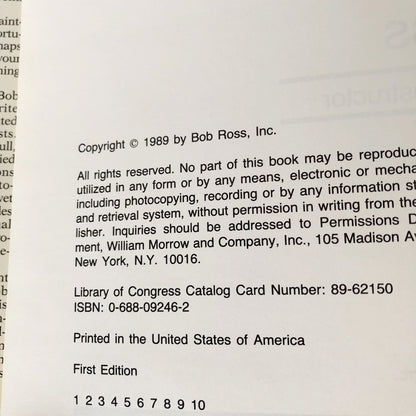 Copyright © 1989 by Bob Ross, Inc.
All rights reserved. No part of this book may be reproduc
utilized in any form or by any means, electronic or mecha
including photocopying, recording or by any information st
and retrieval system, without permission in writing from the
lisher. Inquiries should be addressed to Permissions D
ment, William Morrow and Company, Inc., 105 Madison Av
New York, N.Y. 10016.
Library of Congress Catalog Card Number: 89-62150
ISBN: 0-688-09246-2
Printed in the United States of America
First Edition
1 2 3 4 5 6 7 8 9 10